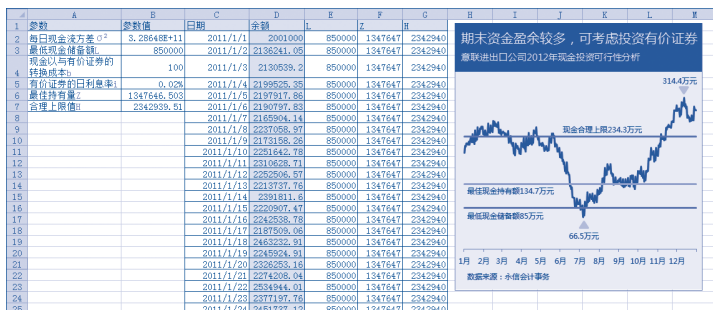 A B C D E F G H I J K L M
1 参数 参数值 日期 余额 L Z H
2 每日现金流方差σ² 3.28648E+11 2011/1/1 2001000 850000 1347647 2342940
3 最低现金储备额L 850000 2011/1/2 2136241.05 850000 1347647 2342940
4 现金以与有价证券的转换成本b 100 2011/1/3 2130539.2 850000 1347647 2342940
5 有价证券的日利息率i 0.02% 2011/1/4 2199525.35 850000 1347647 2342940
6 最佳持有量Z 1347646.503 2011/1/5 2197917.86 850000 1347647 2342940
7 合理上限值H 2342939.51 2011/1/6 2190797.83 850000 1347647 2342940
8 2011/1/7 2165904.14 850000 1347647 2342940
9 2011/1/8 2237058.97 850000 1347647 2342940
10 2011/1/9 2173158.26 850000 1347647 2342940
11 2011/1/10 2251642.78 850000 1347647 2342940
12 2011/1/11 2310628.71 850000 1347647 2342940
13 2011/1/12 2252506.57 850000 1347647 2342940
14 2011/1/13 2213737.76 850000 1347647 2342940
15 2011/1/14 2391811.6 850000 1347647 2342940
16 2011/1/15 2220907.47 850000 1347647 2342940
17 2011/1/16 2242538.78 850000 1347647 2342940
18 2011/1/17 2187509.06 850000 1347647 2342940
19 2011/1/18 2463232.91 850000 1347647 2342940
20 2011/1/19 2245924.91 850000 1347647 2342940
21 2011/1/20 2326253.16 850000 1347647 2342940
22 2011/1/21 2274208.04 850000 1347647 2342940
23 2011/1/22 2534944.01 850000 1347647 2342940
24 2011/1/23 2377197.76 850000 1347647 2342940
25 2011/1/24 2451737.12 850000 1347647 2342940
期末资金盈余较多，可考虑投资有价证券
意联进出口公司2012年现金投资可行性分析
314.4万元
现金合理上限234.3万元
最佳现金持有额134.7万元
最低现金储备额85万元
66.5万元
1月 2月 3月 4月 5月 6月 7月 8月 9月 10月 11月 12月
数据来源：永信会计事务